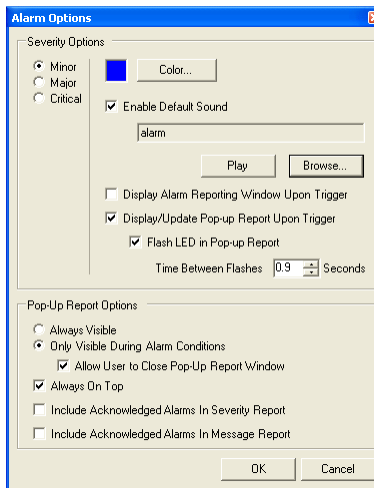 Alarm Options
Severity Options
Minor
Major
Critical
Color...
Enable Default Sound
alarm
Play Browse...
Display Alarm Reporting Window Upon Trigger
Display/Update Pop-up Report Upon Trigger
Flash LED in Pop-up Report
Time Between Flashes 0.9 Seconds
Pop-Up Report Options
Always Visible
Only Visible During Alarm Conditions
Allow User to Close Pop-Up Report Window
Always On Top
Include Acknowledged Alarms In Severity Report
Include Acknowledged Alarms In Message Report
OK Cancel